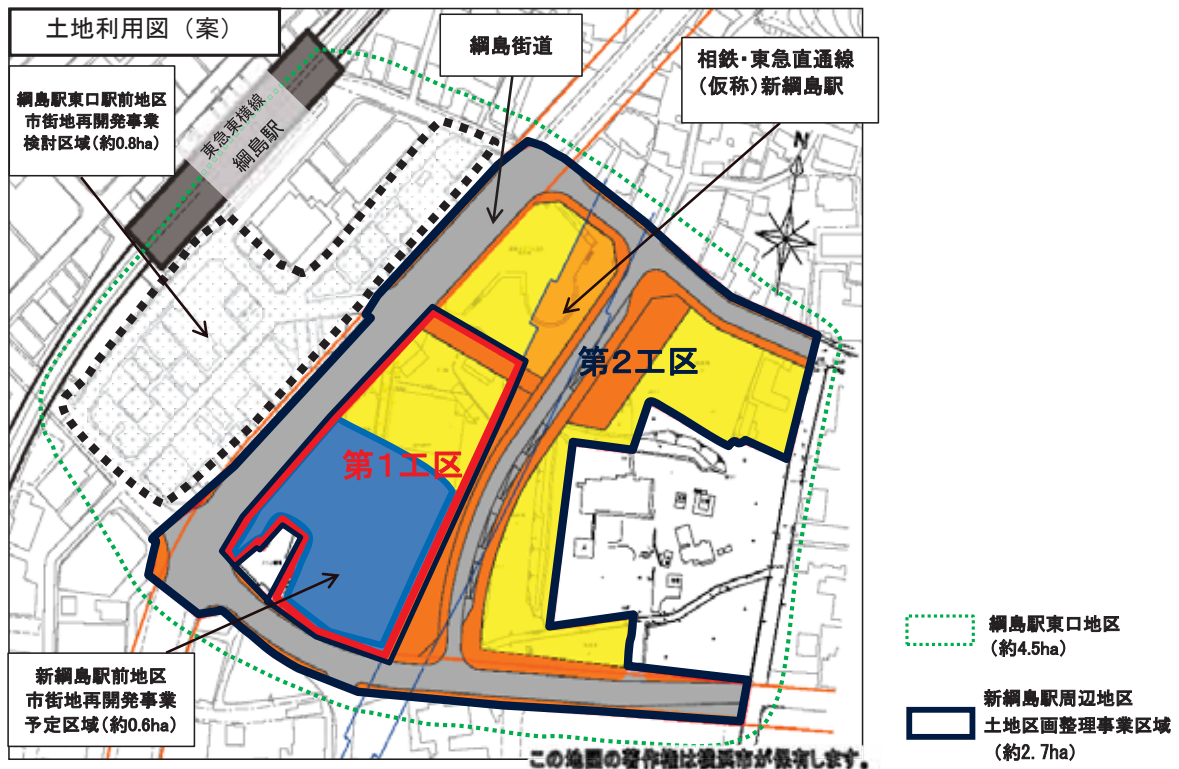 土地利用図（案）
綱島街道
相鉄・東急直通線
（仮称）新綱島駅
綱島駅東口駅前地区
市街地再開発事業
検討区域（約0.8ha）
東急東横線
綱島駅
N
第2工区
第1工区
新綱島駅前地区
市街地再開発事業
予定区域（約0.6ha）
綱島駅東口地区
（約4.5ha）
新綱島駅周辺地区
土地区画整理事業区域
（約2.7ha）
この地図の著作権は横浜市が保有します。